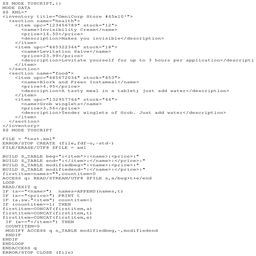 $$ MODE TUSCRIPT,{}
MODE DATA
$$ XML=*
<inventory title="OmniCorp Store #45x10^3">
<section name="health">
<item upc="123456789" stock="12">
<name>Invisibility Cream</name>
<price>14.50</price>
<description>Makes you invisible</description>
</item>
<item upc="445322344" stock="18">
<name>Levitation Salve</name>
<price>23.99</price>
<description>Levitate yourself for up to 3 hours per application</description>
</item>
</section>
<section name="food">
<item upc="485672034" stock="653">
<name>Blork and Freen Instameal</name>
<price>4.95</price>
<description>A tasty meal in a tablet; just add water</description>
</item>
<item upc="132957764" stock="44">
<name>Grob winglets</name>
<price>3.56</price>
<description>Tender winglets of Grob. Just add water</description>
</item>
</section>
</inventory>
$$ MODE TUSCRIPT
FILE = "test.xml"
ERROR/STOP CREATE (file,fdf-o,-std-)
FILE/ERASE/UTF8 $FILE = xml
BUILD S_TABLE beg=":<item*>:<name>:<price>:"
BUILD S_TABLE end=":</item>:</name>:</price>:"
BUILD S_TABLE modifiedbeg=":<name>:<price>:"
BUILD S_TABLE modifiedend=":</name>:</price>:"
firstitem=names="",countitem=0
ACCESS q: READ/STREAM/UTF8 $FILE s,a/beg+t+e/end
LOOP
READ/EXIT q
IF (a=="<name>") names=APPEND(names,t)
IF (a=="<price>") PRINT t
IF (a.sw."<item") countitem=1
IF (countitem==1) THEN
firstitem=CONCAT(firstitem,a)
firstitem=CONCAT(firstitem,t)
firstitem=CONCAT(firstitem,e)
IF (e=="</item>") THEN
COUNTITEM=0
MODIFY ACCESS q s_TABLE modifiedbeg,-,modifiedend
ENDIF
ENDIF
ENDLOOP
ENDACCESS q
ERROR/STOP CLOSE (file)